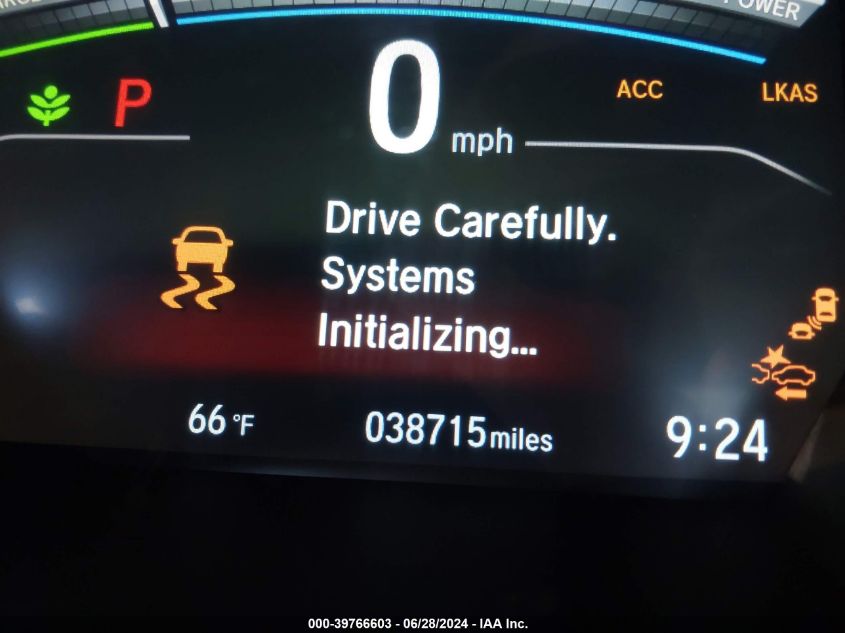 POWER
P
0 mph
ACC
LKAS
Drive Carefully.
Systems
Initializing...
66 °F
038715 miles
9:24
000-39766603 - 06/28/2024 - IAA Inc.